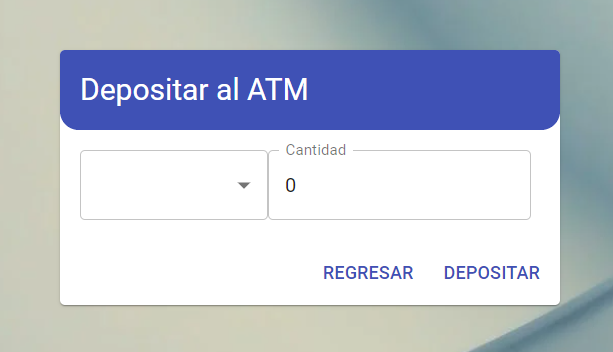 Depositar al ATM
Cantidad
0
REGRESAR DEPOSITAR